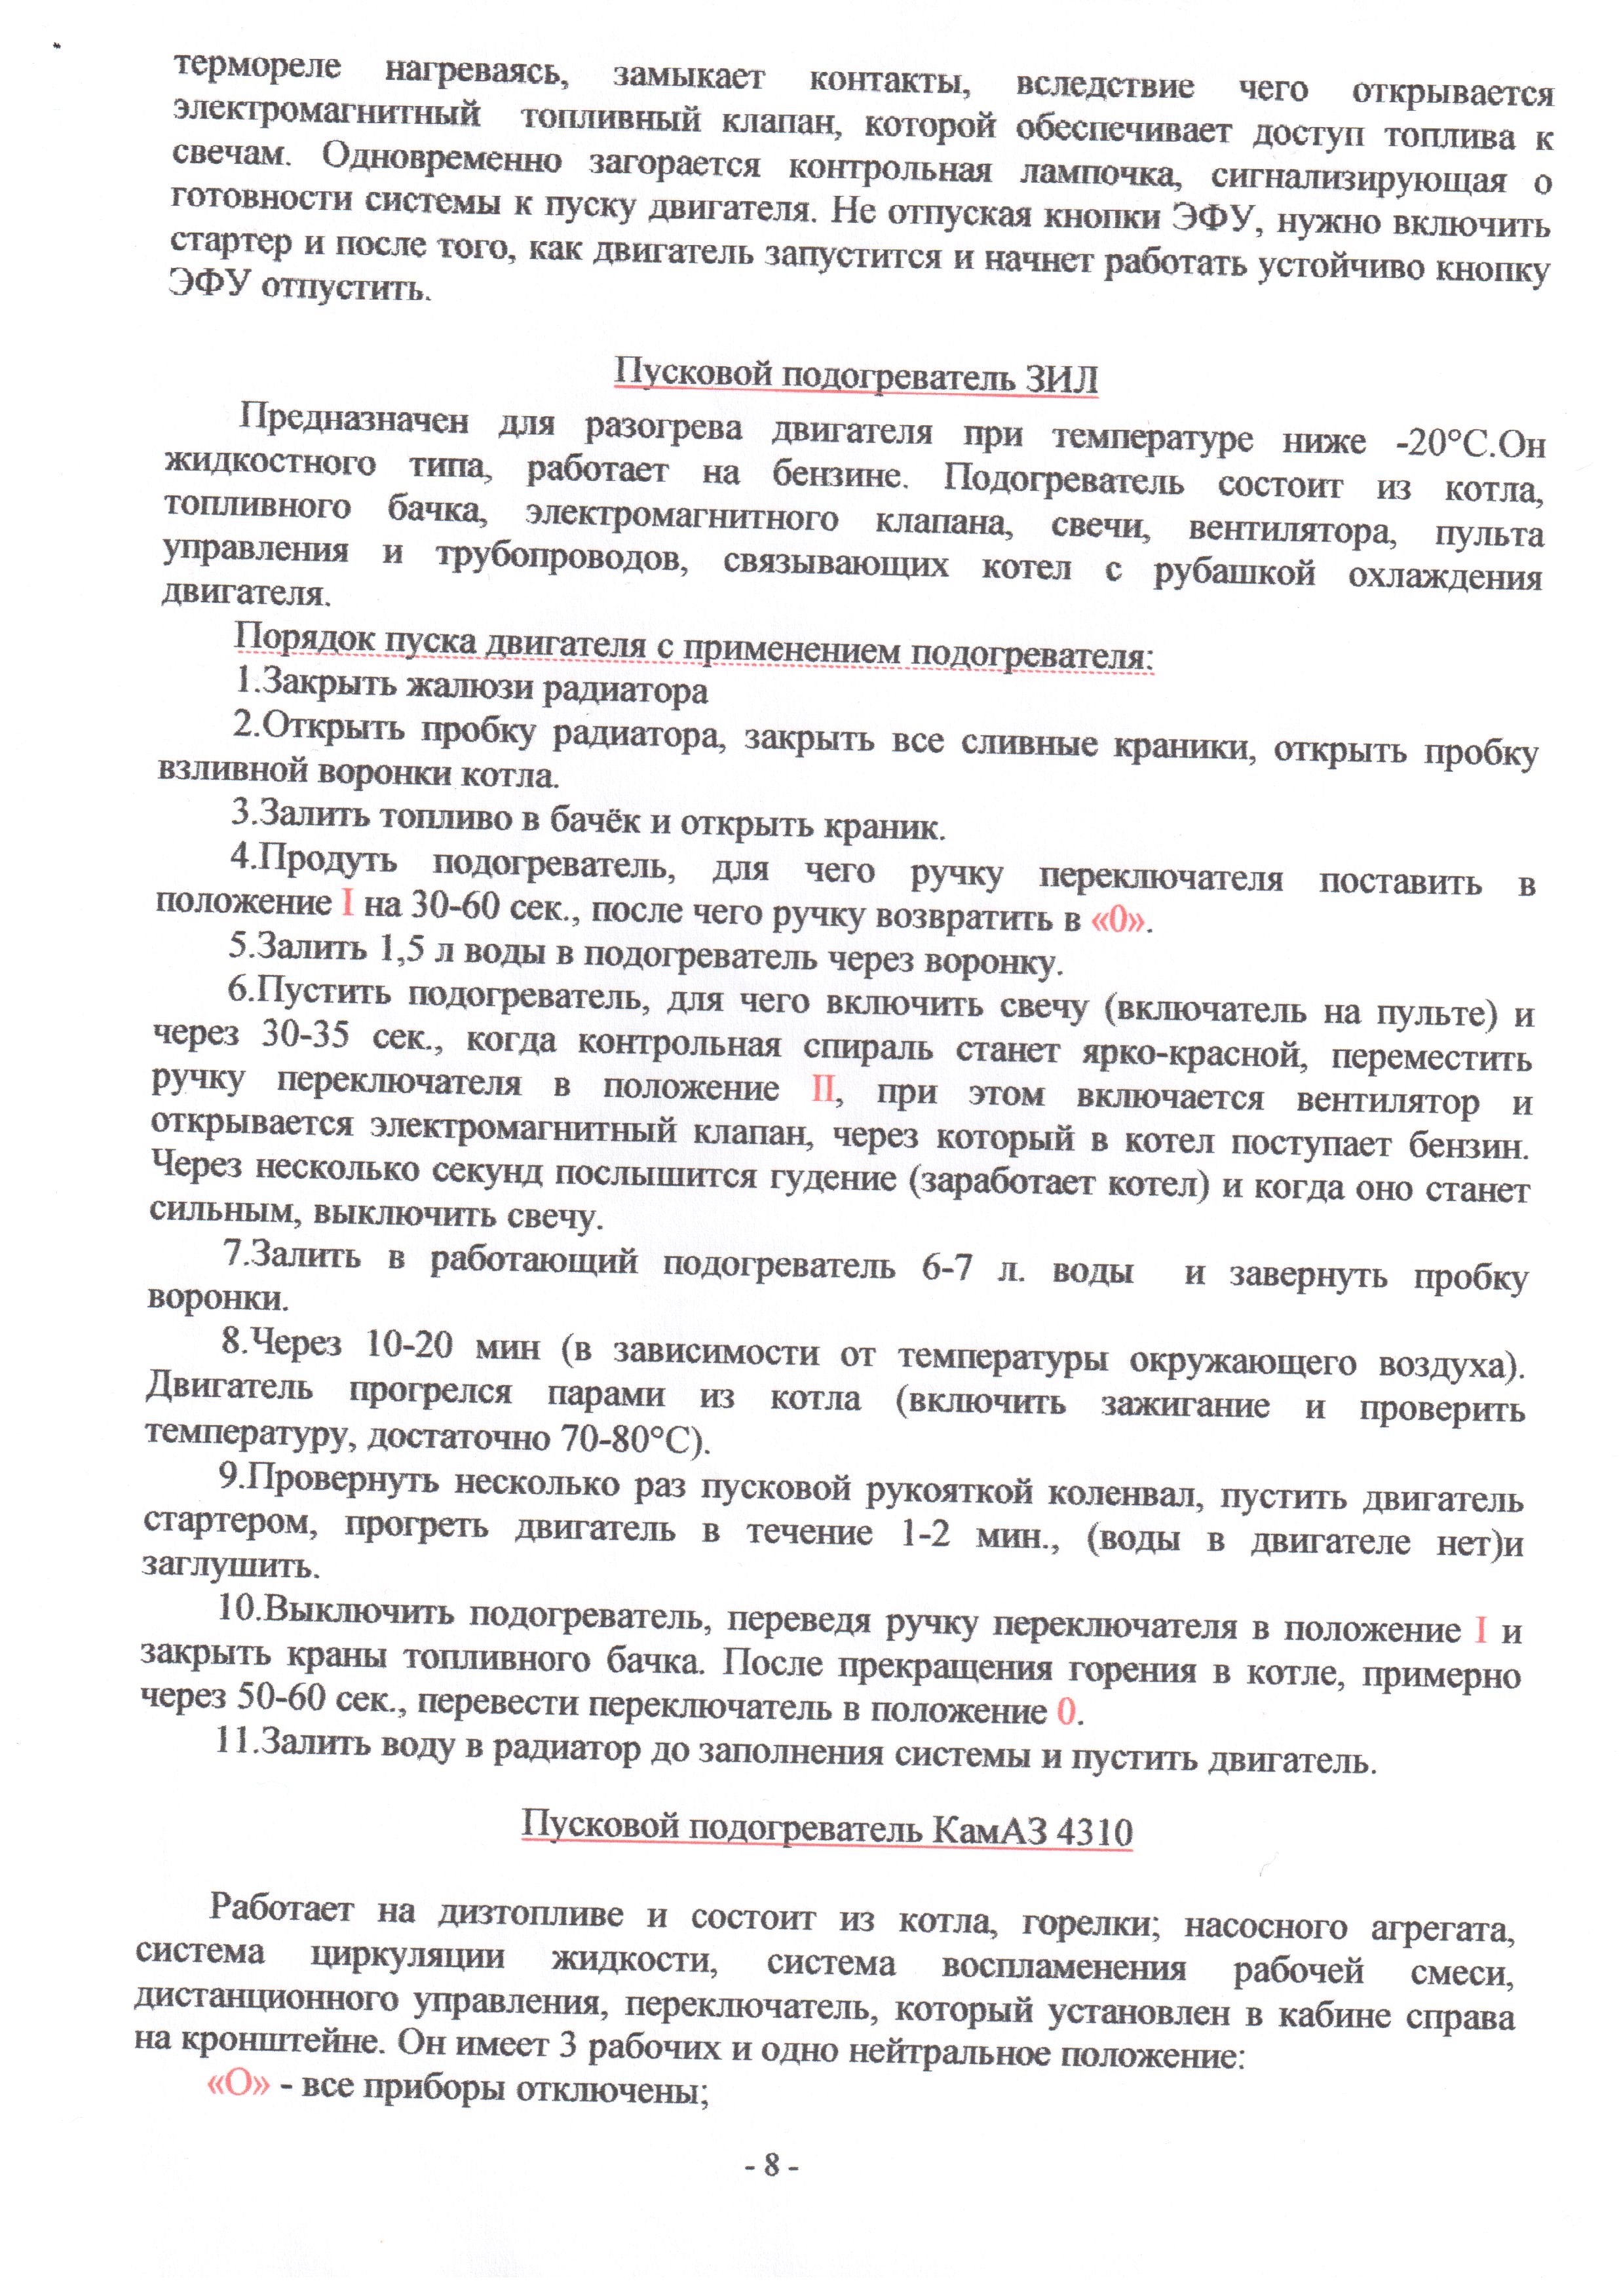 термореле нагреваясь, замыкает контакты, вследствие чего открывается
электромагнитный топливный клапан, которой обеспечивает доступ топлива к
свечам. Одновременно загорается контрольная лампочка, сигнализирующая о
готовности системы к пуску двигателя. Не отпуская кнопки ЭФУ, нужно включить
стартер и после того, как двигатель запустится и начнет работать устойчиво кнопку
ЭФУ отпустить.
Пусковой подогреватель ЗИЛ
Предназначен для разогрева двигателя при температуре ниже -20°С.Он
жидкостного типа, работает на бензине. Подогреватель состоит из котла,
топливного бачка, электромагнитного клапана, свечи, вентилятора, пульта
управления и трубопроводов, связывающих котел с рубашкой охлаждения
двигателя.
Порядок пуска двигателя с применением подогревателя:
1.Закрыть жалюзи радиатора
2.Открыть пробку радиатора, закрыть все сливные краники, открыть пробку
взливной воронки котла.
3.Залить топливо в бачёк и открыть краник.
4.Продуть подогреватель, для чего ручку переключателя поставить в
положение I на 30-60 сек., после чего ручку возвратить в «0».
5.Залить 1,5 л воды в подогреватель через воронку.
6.Пустить подогреватель, для чего включить свечу (включатель на пульте) и
через 30-35 сек., когда контрольная спираль станет ярко-красной, переместить
ручку переключателя в положение II, при этом включается вентилятор и
открывается электромагнитный клапан, через который в котел поступает бензин.
Через несколько секунд послышится гудение (заработает котел) и когда оно станет
сильным, выключить свечу.
7.Залить в работающий подогреватель 6-7 л. воды и завернуть пробку
воронки.
8.Через 10-20 мин (в зависимости от температуры окружающего воздуха).
Двигатель прогрелся парами из котла (включить зажигание и проверить
температуру, достаточно 70-80°С).
9.Провернуть несколько раз пусковой рукояткой коленвал, пустить двигатель
стартером, прогреть двигатель в течение 1-2 мин., (воды в двигателе нет)и
заглушить.
10.Выключить подогреватель, переведя ручку переключателя в положение I и
закрыть краны топливного бачка. После прекращения горения в котле, примерно
через 50-60 сек., перевести переключатель в положение 0.
11.Залить воду в радиатор до заполнения системы и пустить двигатель.
Пусковой подогреватель КамАЗ 4310
Работает на дизтопливе и состоит из котла, горелки; насосного агрегата,
система циркуляции жидкости, система воспламенения рабочей смеси,
дистанционного управления, переключатель, который установлен в кабине справа
на кронштейне. Он имеет 3 рабочих и одно нейтральное положение:
«О» - все приборы отключены;
- 8 -